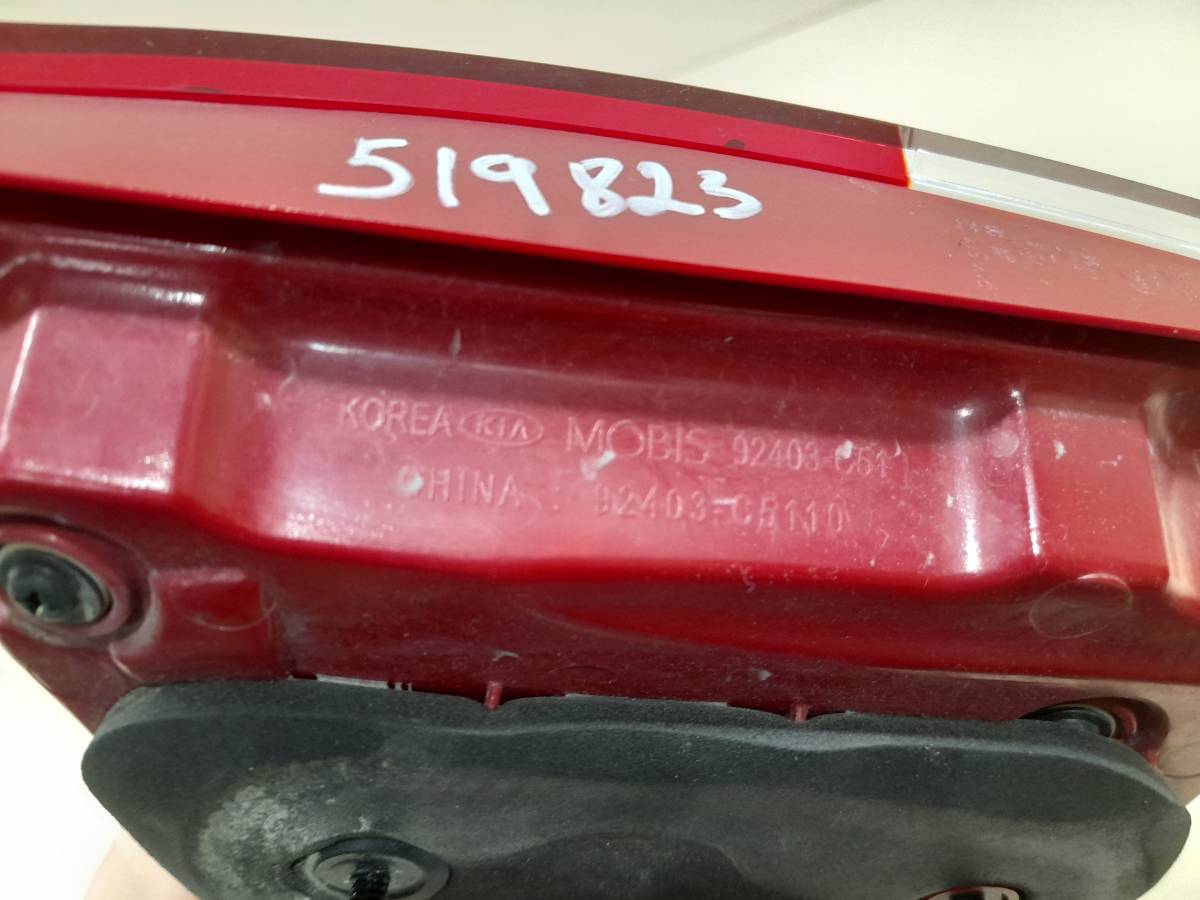 519823
KOREA KIA MOBIS 92403-C51
CHINA : 92403-C5110